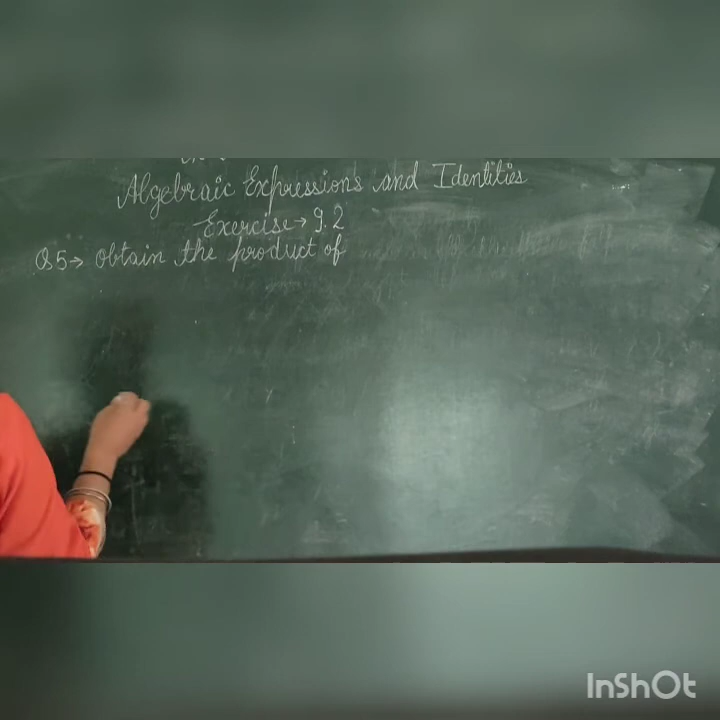 Algebraic Expressions and Identities
Exercise → 9.2
Q5 → Obtain the product of
InShOt